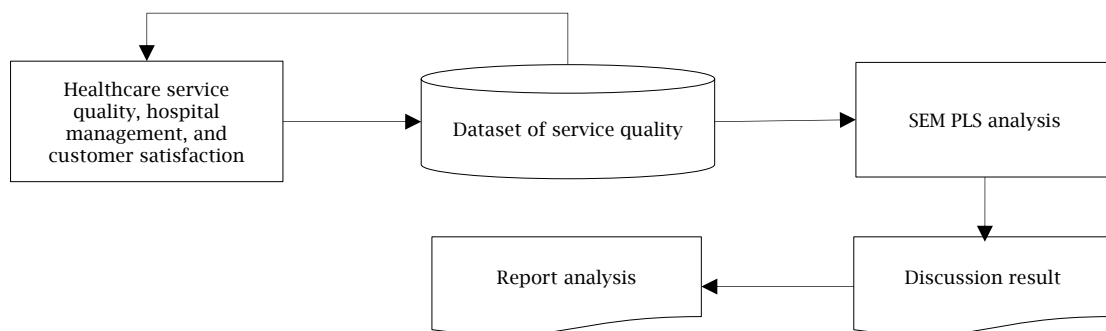 Healthcare service
quality, hospital
management, and
customer satisfaction
Dataset of service quality
SEM PLS analysis
Report analysis
Discussion result